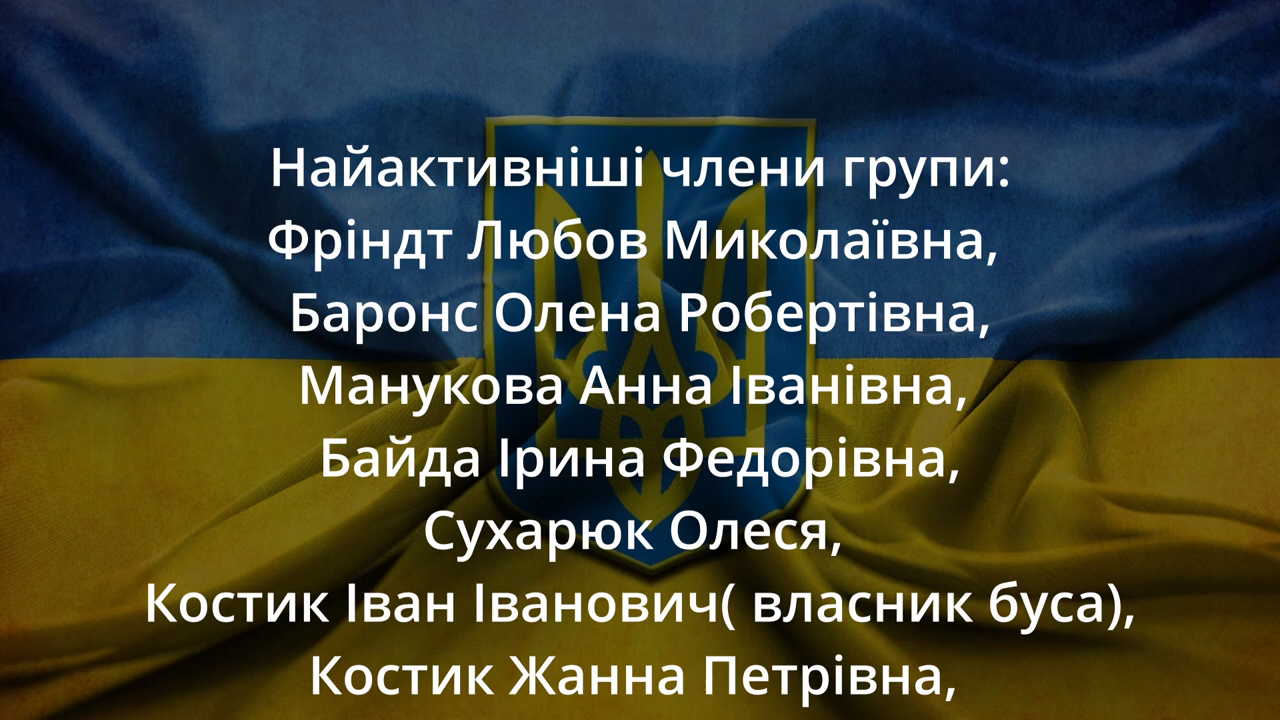 Найактивніші члени групи:
Фріндт Любов Миколаївна,
Баронс Олена Робертівна,
Манукова Анна Іванівна,
Байда Ірина Федорівна,
Сухарюк Олеся,
Костик Іван Іванович( власник буса),
Костик Жанна Петрівна,